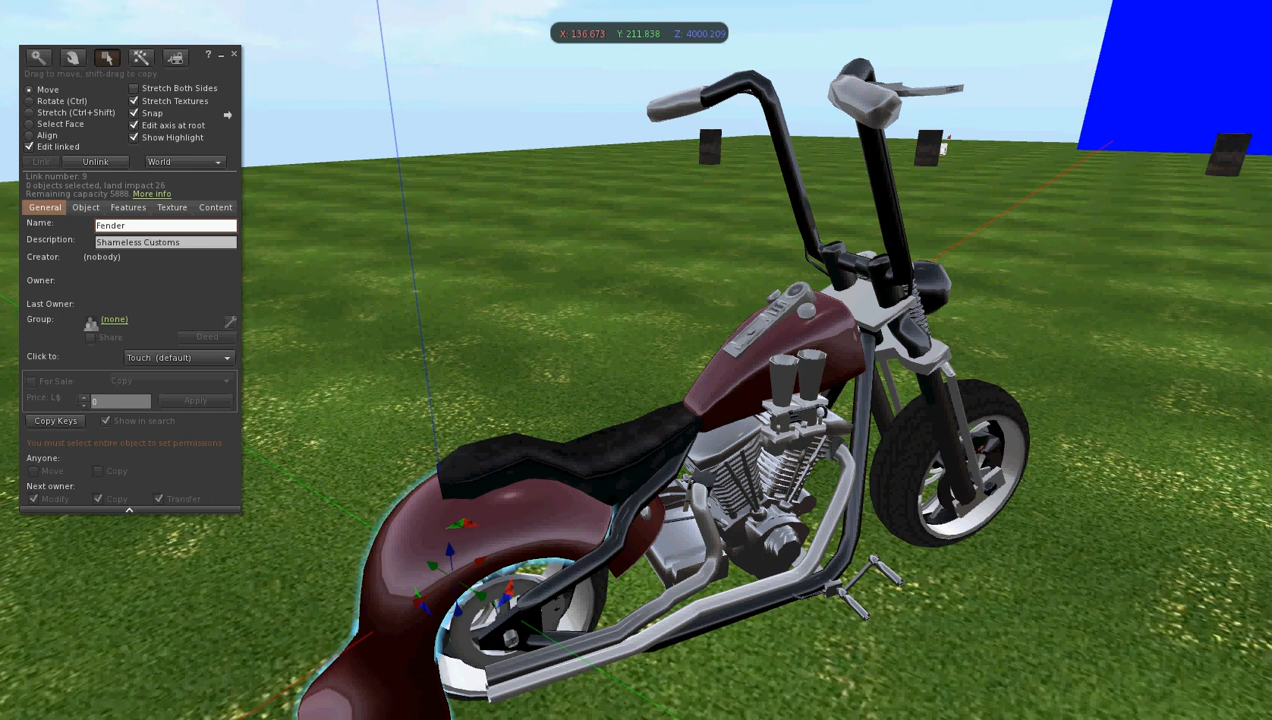 X: 136.673 Y: 211.838 Z: 4000.209
? _ ×
Drag to move, shift-drag to copy
Move
Rotate (Ctrl)
Stretch (Ctrl+Shift)
Select Face
Align
Edit linked
Stretch Both Sides
Stretch Textures
Snap
Edit axis at root
Show Highlight
Link Unlink World
Link number: 9
0 objects selected, land impact 26
Remaining capacity 5888. More info
General Object Features Texture Content
Name: Fender
Description: Shameless Customs
Creator: (nobody)
Owner:
Last Owner:
Group: (none)
Share Deed
Click to: Touch (default)
For Sale Copy
Price: L$ 0 Apply
Copy Keys Show in search
You must select entire object to set permissions
Anyone:
Move Copy
Next owner:
Modify Copy Transfer